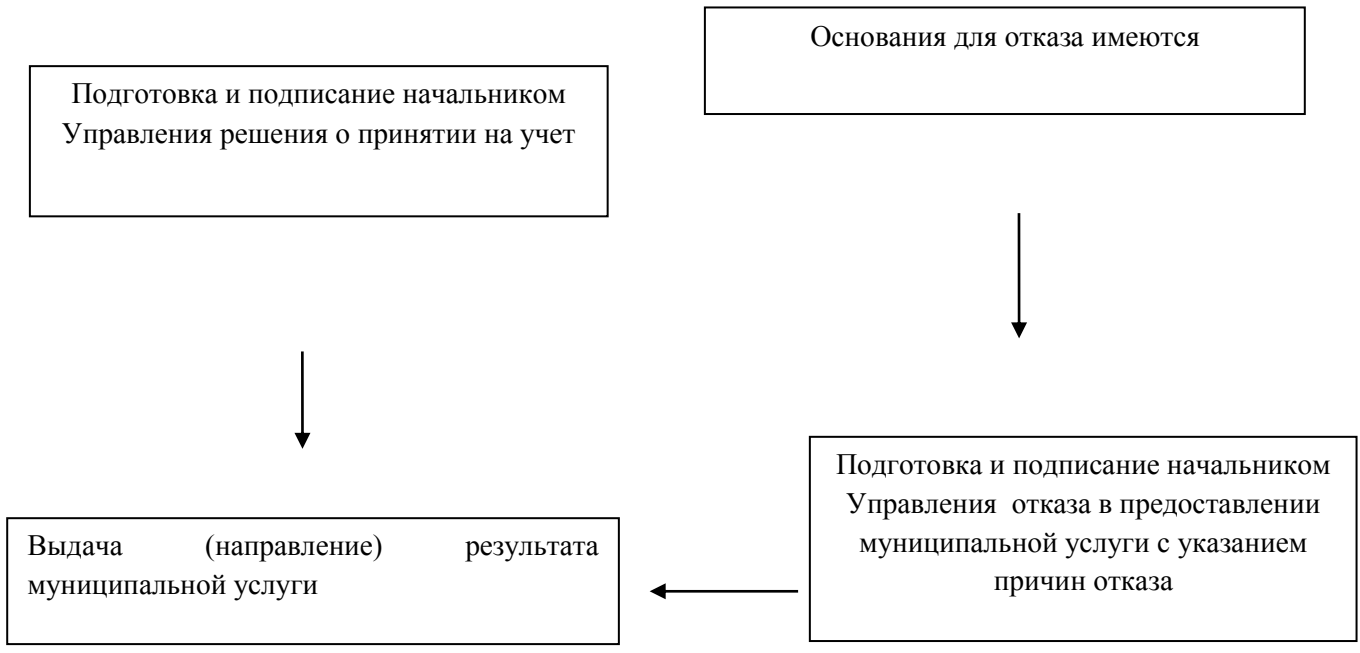 Основания для отказа имеются
Подготовка и подписание начальником
Управления решения о принятии на учет
Подготовка и подписание начальником
Управления отказа в предоставлении
муниципальной услуги с указанием
причин отказа
Выдача (направление) результата
муниципальной услуги